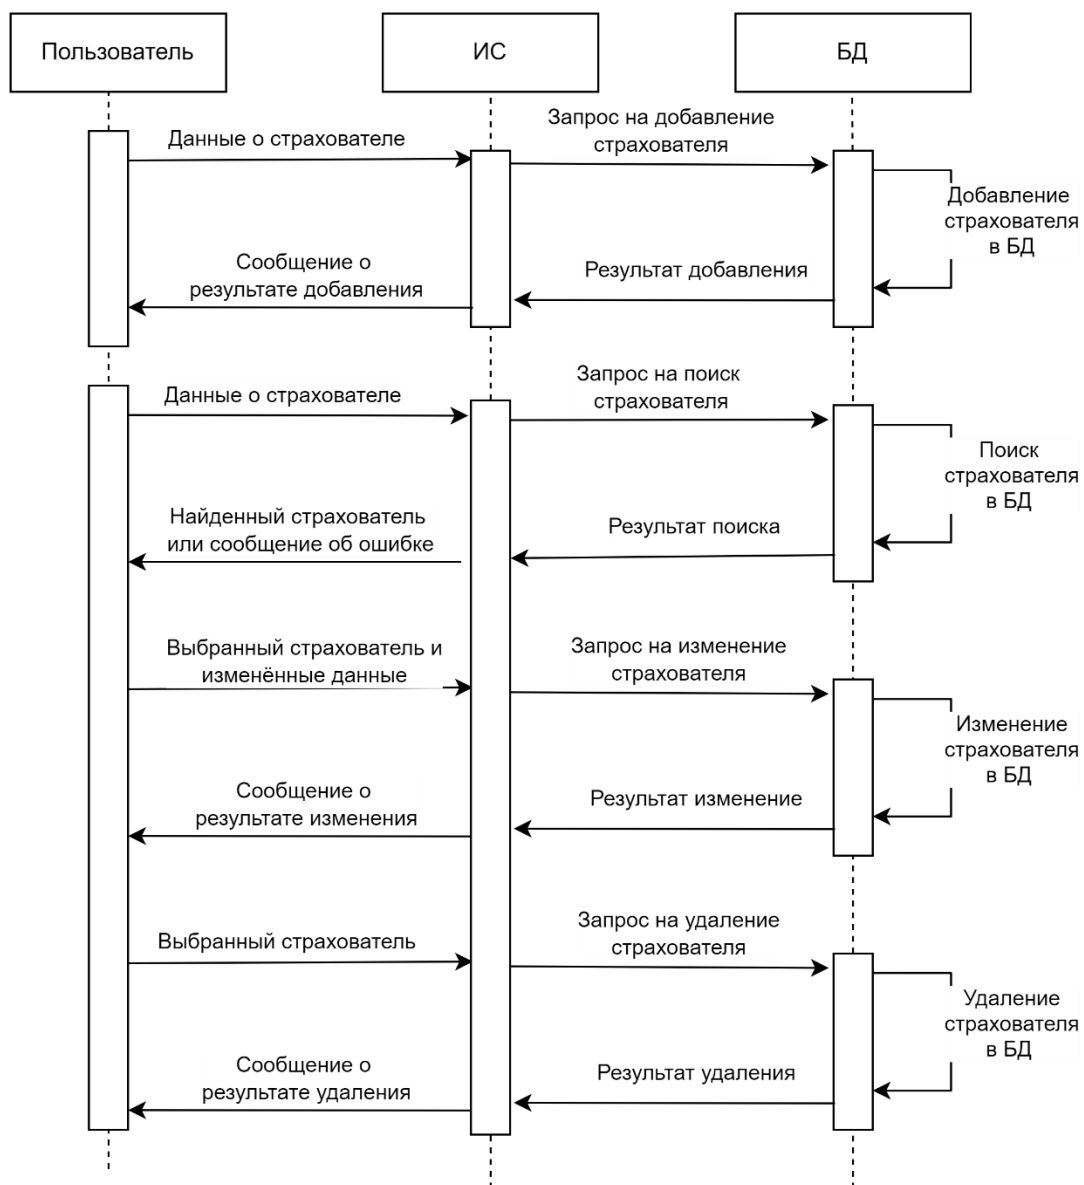 Пользователь
ИС
БД
Данные о страхователе
Запрос на добавление
страхователя
Добавление
страхователя
в БД
Сообщение о
результате добавления
Результат добавления
Данные о страхователе
Запрос на поиск
страхователя
Поиск
страхователя
в БД
Найденный страхователь
или сообщение об ошибке
Результат поиска
Выбранный страхователь и
изменённые данные
Запрос на изменение
страхователя
Изменение
страхователя
в БД
Сообщение о
результате изменения
Результат изменение
Выбранный страхователь
Запрос на удаление
страхователя
Удаление
страхователя
в БД
Сообщение о
результате удаления
Результат удаления